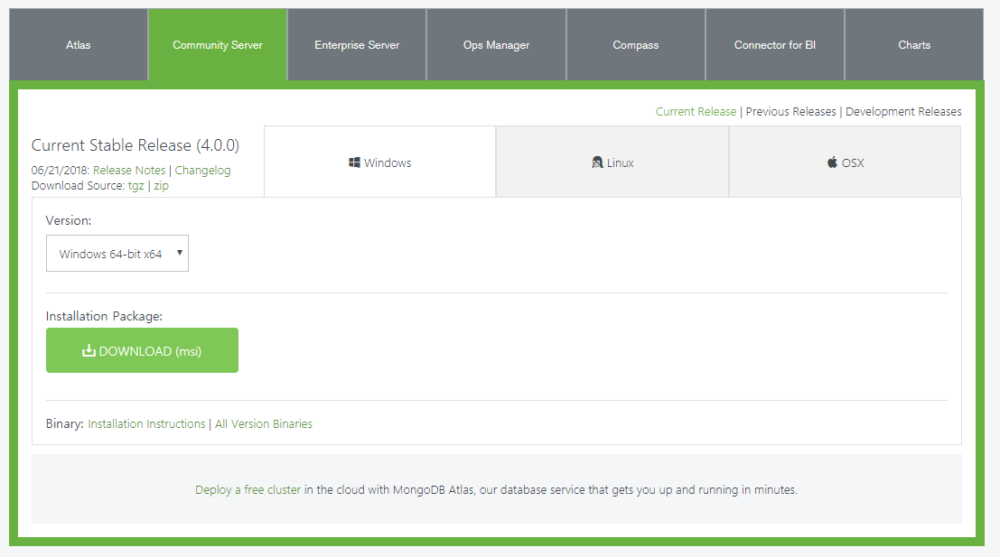 Atlas
Community Server
Enterprise Server
Ops Manager
Compass
Connector for BI
Charts
Current Release | Previous Releases | Development Releases
Current Stable Release (4.0.0)
06/21/2018: Release Notes | Changelog
Download Source: tgz | zip
Windows
Linux
OSX
Version:
Windows 64-bit x64
Installation Package:
DOWNLOAD (msi)
Binary: Installation Instructions | All Version Binaries
Deploy a free cluster in the cloud with MongoDB Atlas, our database service that gets you up and running in minutes.